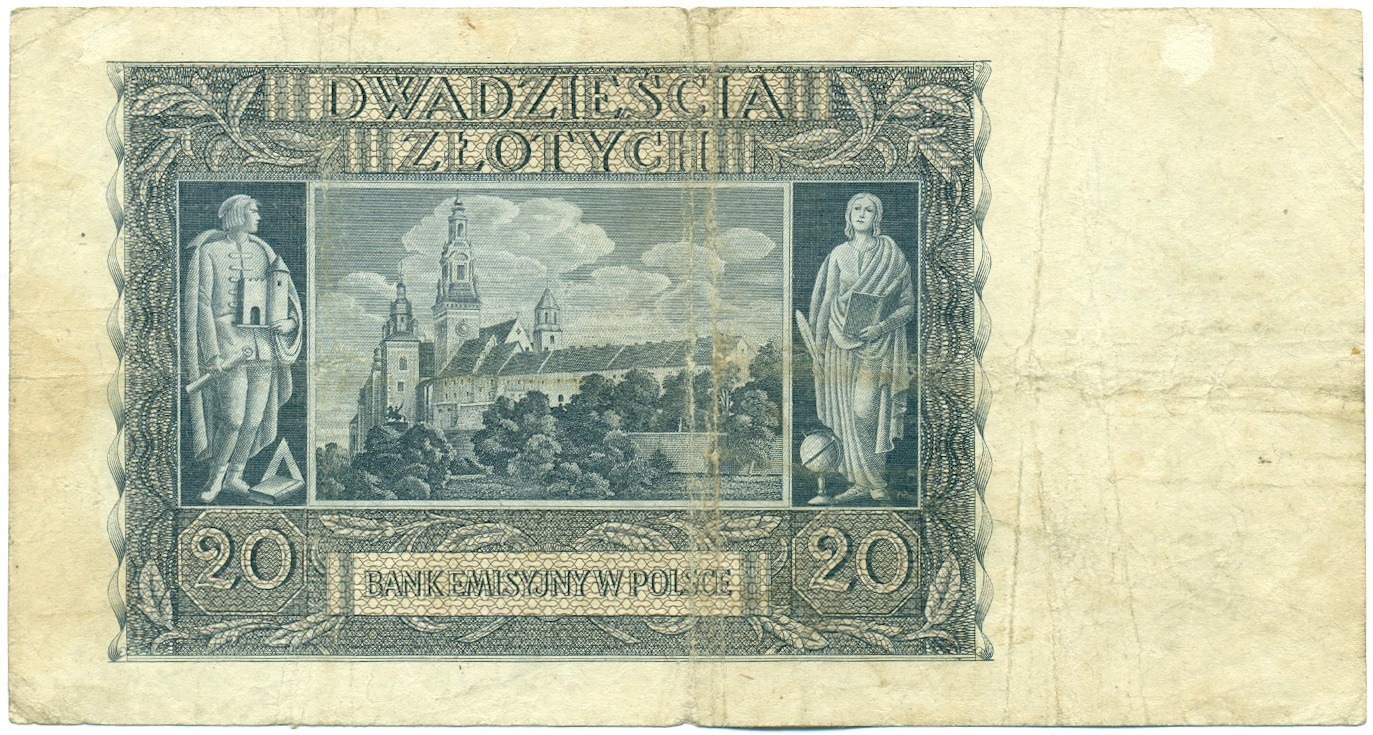 DWADZIEŚCIA
ZŁOTYCH
20 20
BANK EMISYJNY W POLSCE